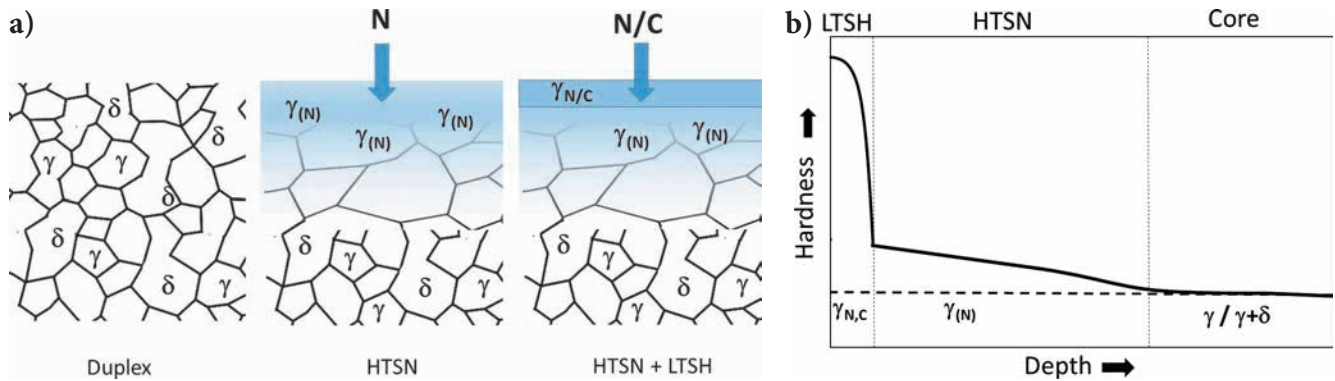 a)
N
N/C
δ
γ
γ
δ
δ
δ
γ
δ
γ
Duplex
γ(N)
γ(N)
γ(N)
δ
γ
δ
γ
γ
HTSN
γN/C
γ(N)
γ(N)
δ
γ
δ
γ
γ
HTSN + LTSH
b)
LTSH
HTSN
Core
Hardness
γN,C
γ(N)
γ / γ+δ
Depth